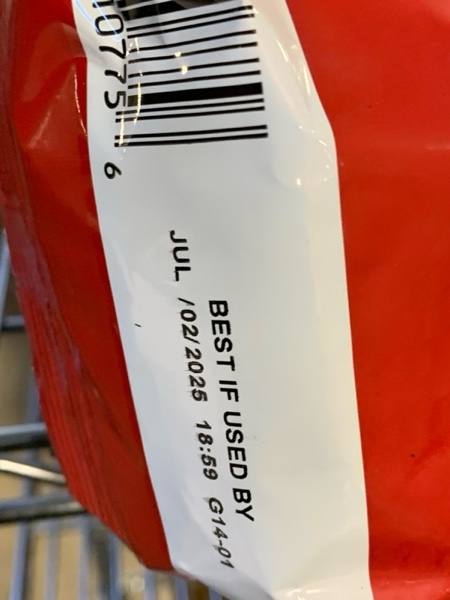 0775 6
BEST IF USED BY
JUL /02/2025 18:59 G14-01